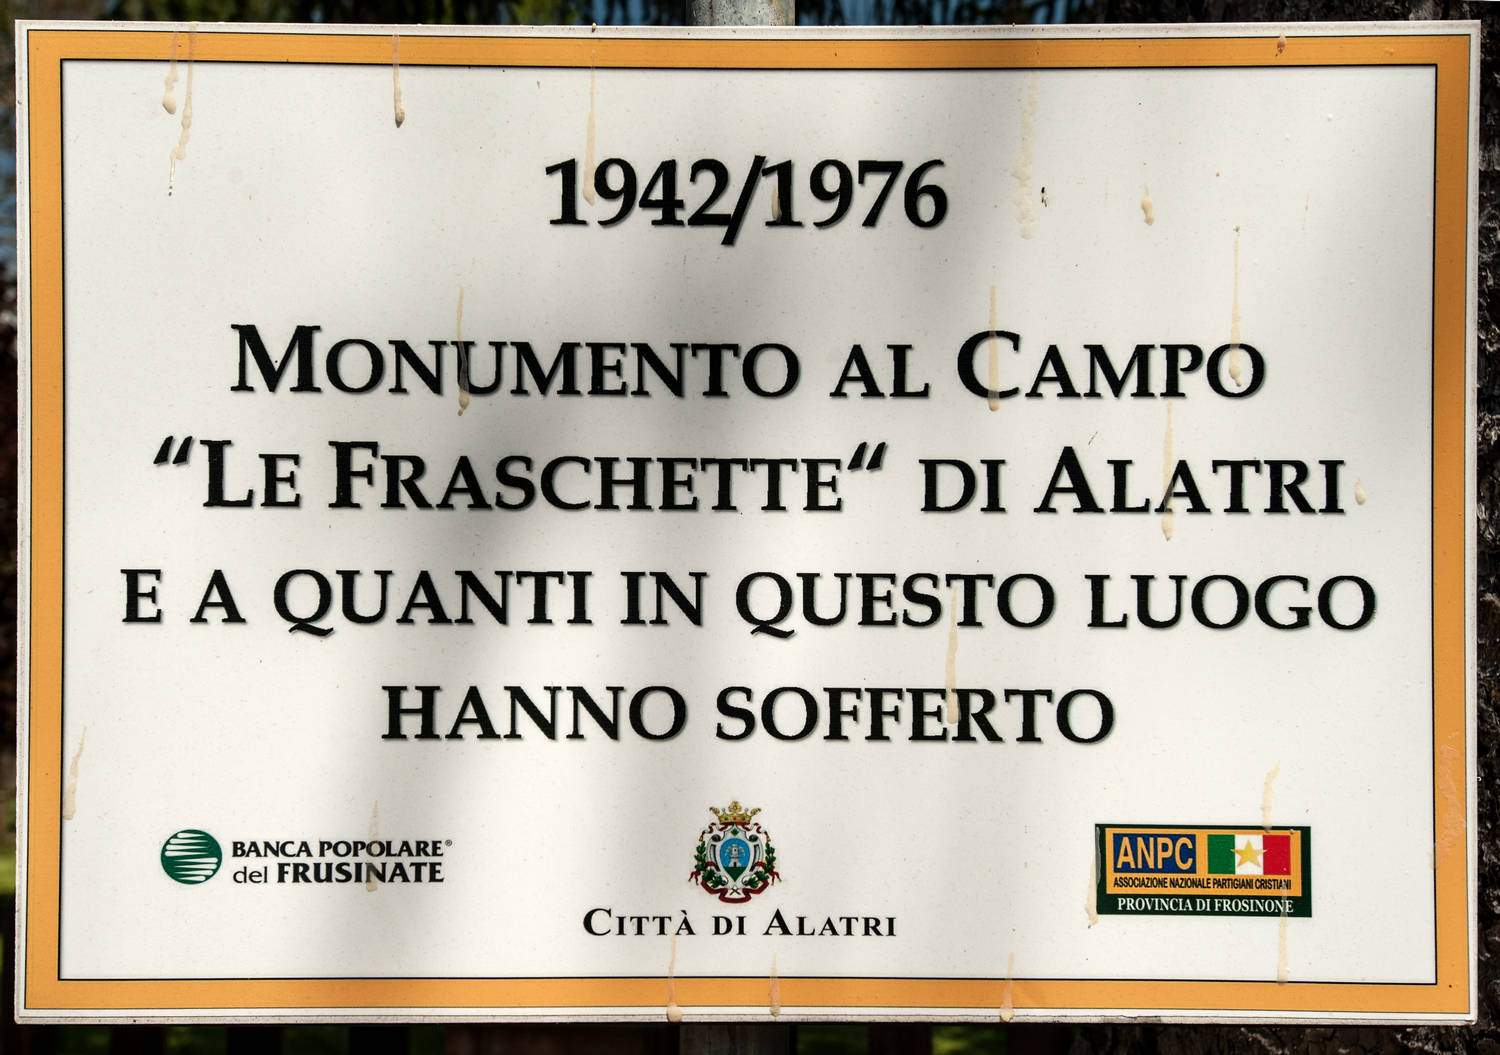 1942/1976
MONUMENTO AL CAMPO
“LE FRASCHETTE“ DI ALATRI
E A QUANTI IN QUESTO LUOGO
HANNO SOFFERTO
BANCA POPOLARE®
del FRUSINATE
CITTÀ DI ALATRI
ANPC
ASSOCIAZIONE NAZIONALE PARTIGIANI CRISTIANI
PROVINCIA DI FROSINONE